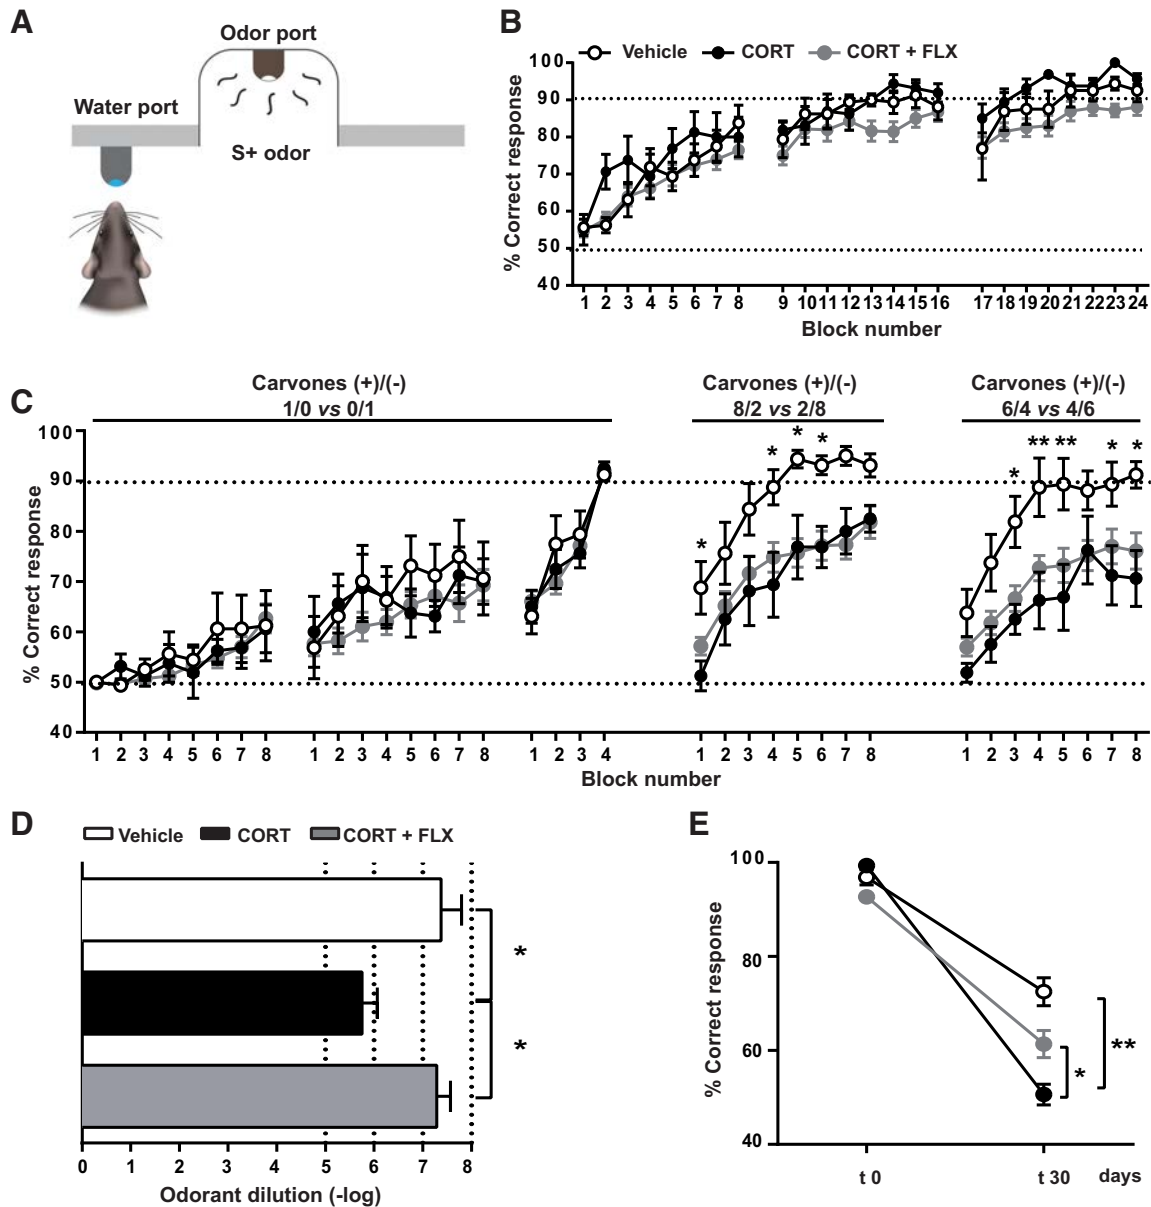 A
Odor port
Water port
S+ odor
B
Vehicle CORT CORT + FLX
% Correct response
100
90
80
70
60
50
40
1 2 3 4 5 6 7 8 9 10 11 12 13 14 15 16 17 18 19 20 21 22 23 24
Block number
C
Carvones (+)/(-)
1/0 vs 0/1
Carvones (+)/(-)
8/2 vs 2/8
Carvones (+)/(-)
6/4 vs 4/6
% Correct response
100
90
80
70
60
50
40
* * * *
* ** ** * *
1 2 3 4 5 6 7 8 1 2 3 4 5 6 7 8 1 2 3 4 1 2 3 4 5 6 7 8 1 2 3 4 5 6 7 8
Block number
D
Vehicle CORT CORT + FLX
*
*
0 1 2 3 4 5 6 7 8
Odorant dilution (-log)
E
% Correct response
100
80
60
40
* **
t 0 t 30 days